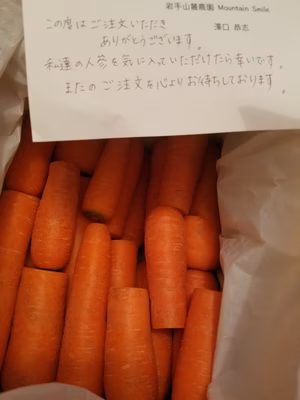 岩手山麓農園 Mountain Smile
澤口 恭志
この度は ご注文いただき
ありがとうございます。
私達の人参を気に入っていただけたら幸いです。
またの ご注文を心よりお待ちしております。